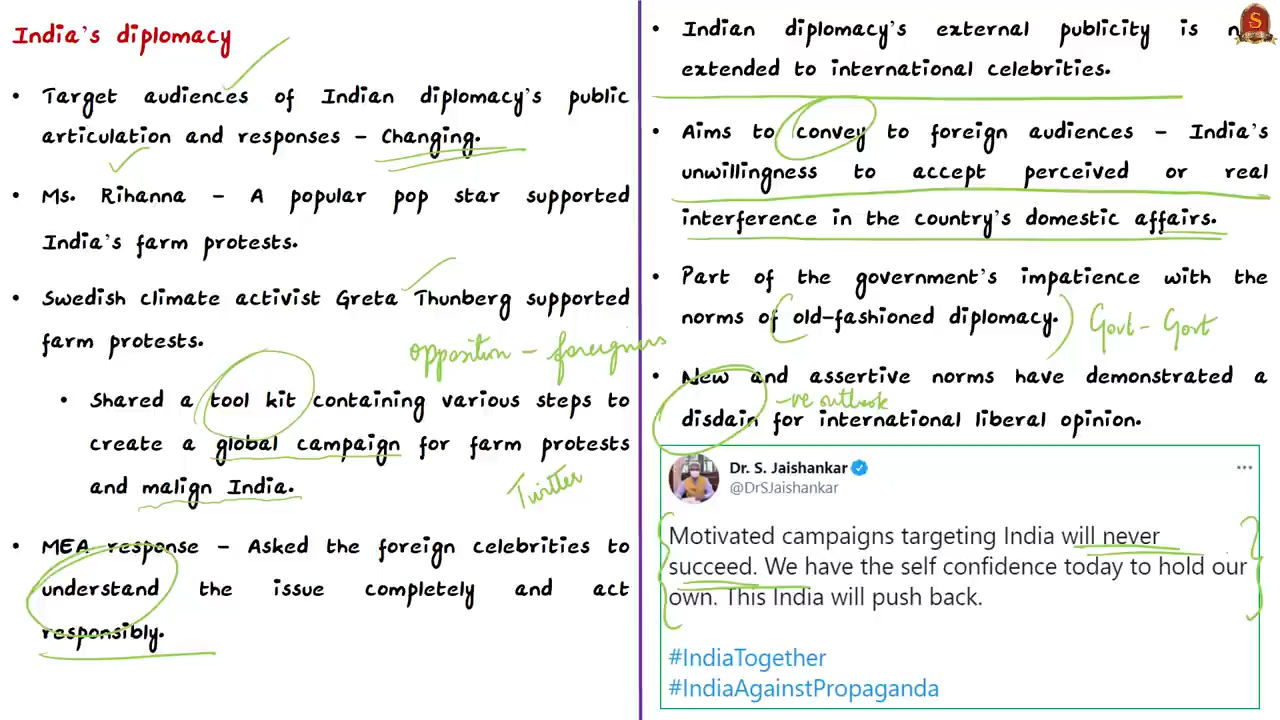 India's diplomacy
• Target audiences of Indian diplomacy's public
articulation and responses – Changing.
• Ms. Rihanna – A popular pop star supported
India's farm protests.
• Swedish climate activist Greta Thunberg supported
farm protests.
opposition – foreigners
• Shared a tool kit containing various steps to
create a global campaign for farm protests
and malign India.
Twitter
• MEA response – Asked the foreign celebrities to
understand the issue completely and act
responsibly.
• Indian diplomacy's external publicity is
extended to international celebrities.
• Aims to convey to foreign audiences – India's
unwillingness to accept perceived or real
interference in the country's domestic affairs.
• Part of the government's impatience with the
norms of old-fashioned diplomacy.
Govt – Govt
• New and assertive norms have demonstrated a
-ve outlook
disdain for international liberal opinion.
Dr. S. Jaishankar
@DrSJaishankar
Motivated campaigns targeting India will never
succeed. We have the self confidence today to hold our
own. This India will push back.
#IndiaTogether
#IndiaAgainstPropaganda
S